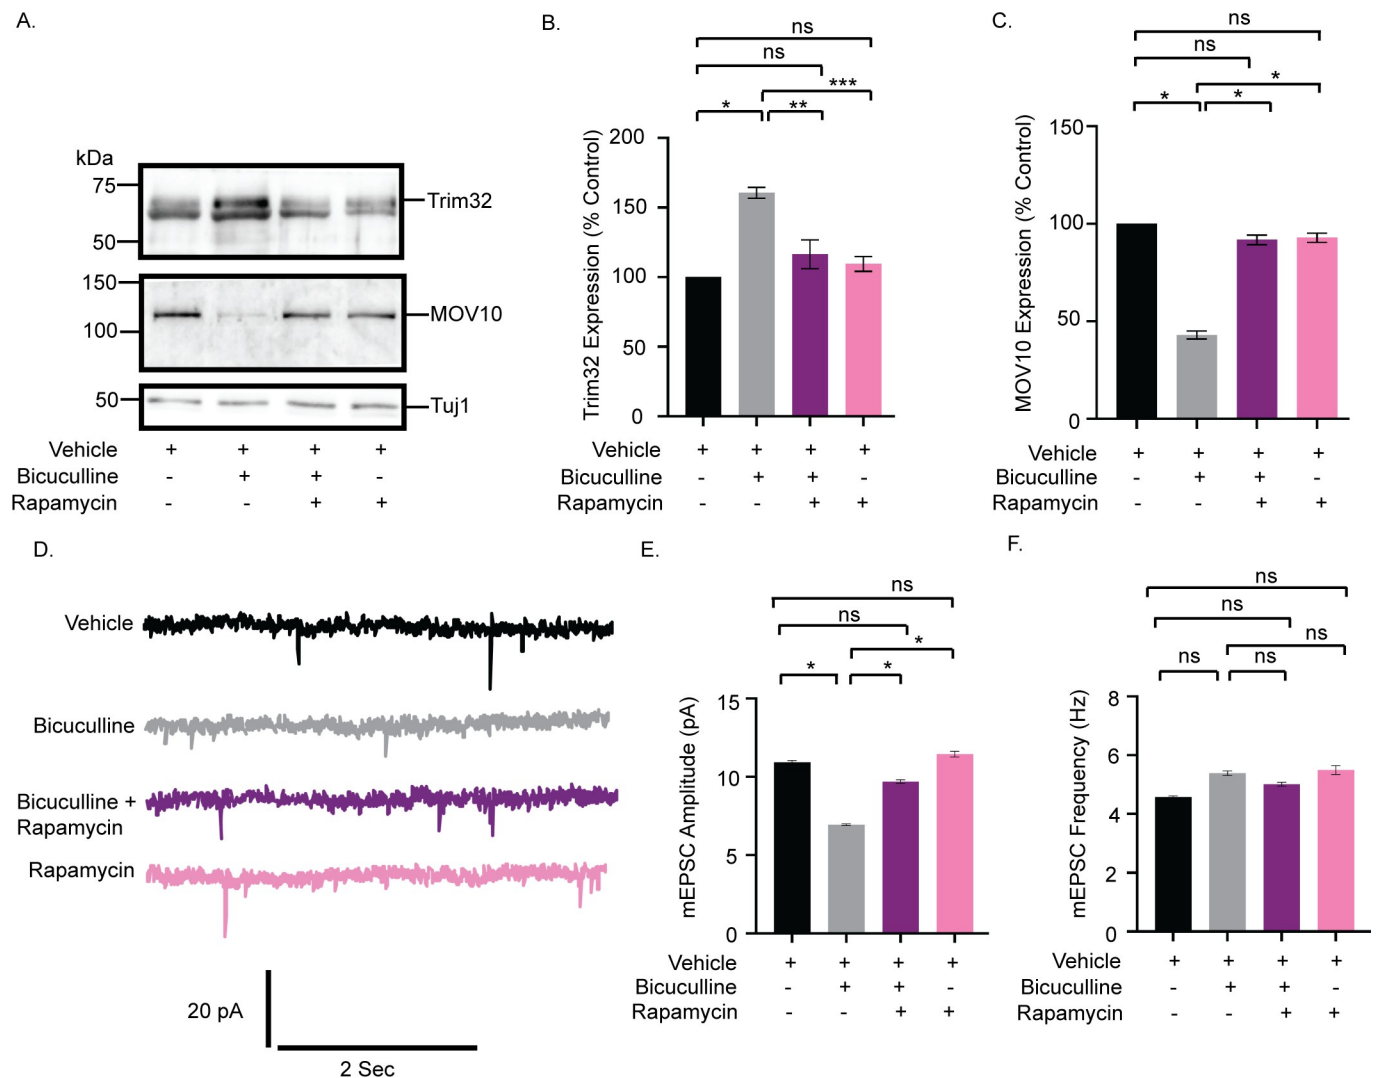 A.
kDa
75
50
Trim32
150
100
MOV10
50
Tuj1
Vehicle + + + +
Bicuculline - + + -
Rapamycin - - + +
B.
ns
ns
***
* **
Trim32 Expression (% Control)
200
150
100
50
0
Vehicle + + + +
Bicuculline - + + -
Rapamycin - - + +
C.
ns
ns
*
* *
MOV10 Expression (% Control)
150
100
50
0
Vehicle + + + +
Bicuculline - + + -
Rapamycin - - + +
D.
Vehicle
Bicuculline
Bicuculline +
Rapamycin
Rapamycin
20 pA
2 Sec
E.
ns
ns
*
* *
mEPSC Amplitude (pA)
15
10
5
0
Vehicle + + + +
Bicuculline - + + -
Rapamycin - - + +
F.
ns
ns
ns
ns ns
mEPSC Frequency (Hz)
8
6
4
2
0
Vehicle + + + +
Bicuculline - + + -
Rapamycin - - + +